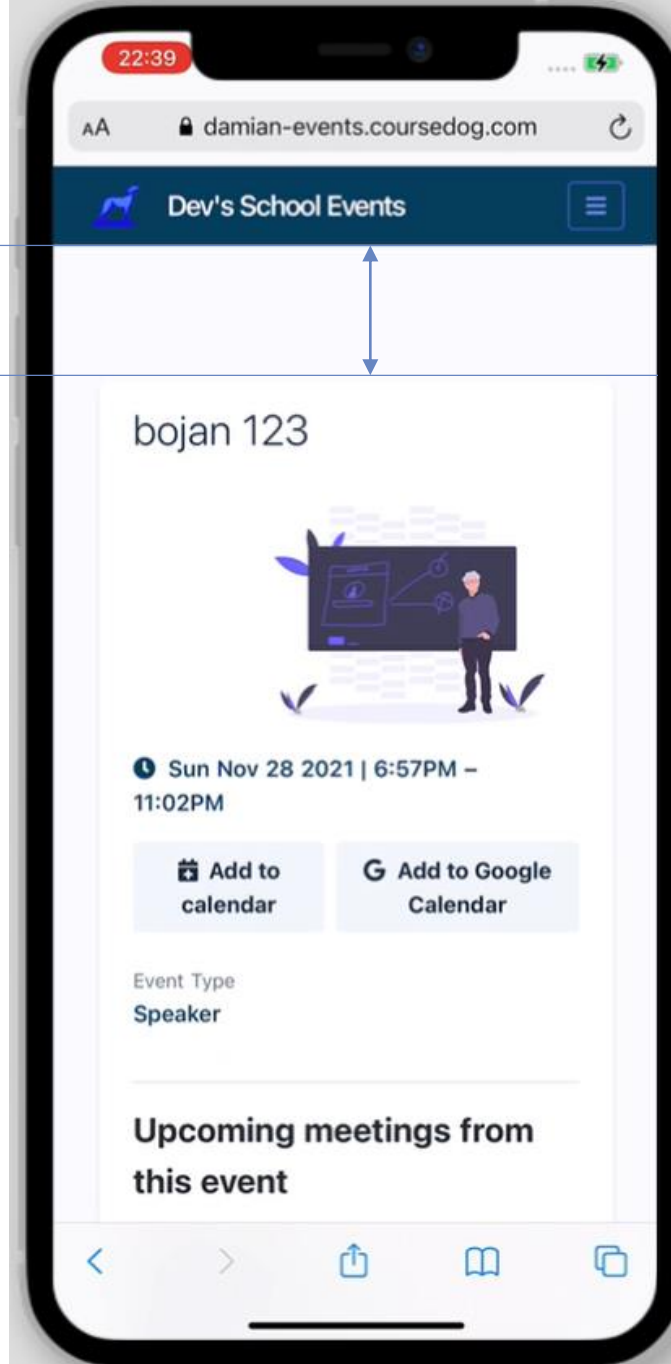 22:39
AA damian-events.coursedog.com
Dev's School Events
bojan 123
Sun Nov 28 2021 | 6:57PM –
11:02PM
Add to
calendar
G Add to Google
Calendar
Event Type
Speaker
Upcoming meetings from
this event